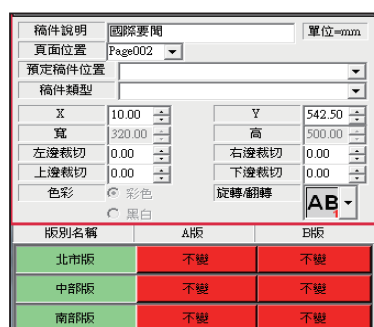 稿件說明 國際要聞 單位=mm
頁面位置 Page002
預定稿件位置
稿件類型
X 10.00 Y 542.50
寬 320.00 高 500.00
左邊裁切 0.00 右邊裁切 0.00
上邊裁切 0.00 下邊裁切 0.00
色彩 彩色 旋轉/翻轉 AB 1
黑白
版別名稱 A版 B版
北市版 不變 不變
中部版 不變 不變
南部版 不變 不變